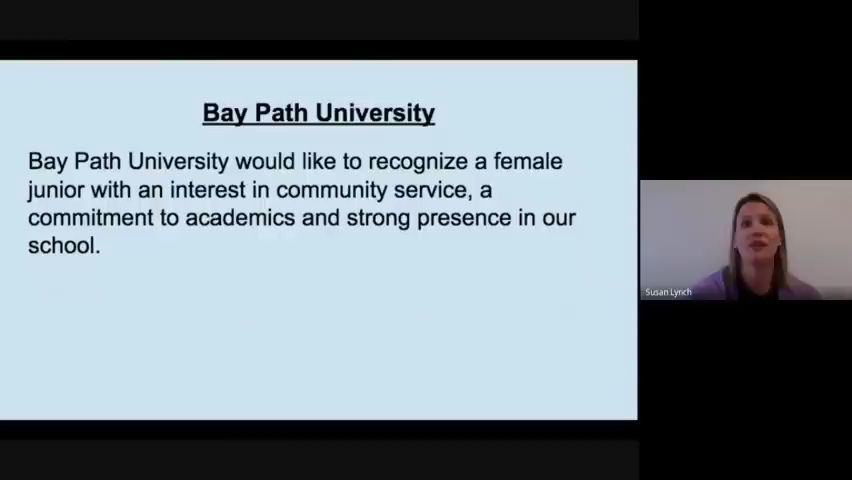 Bay Path University
Bay Path University would like to recognize a female
junior with an interest in community service, a
commitment to academics and strong presence in our
school.
Susan Lynch